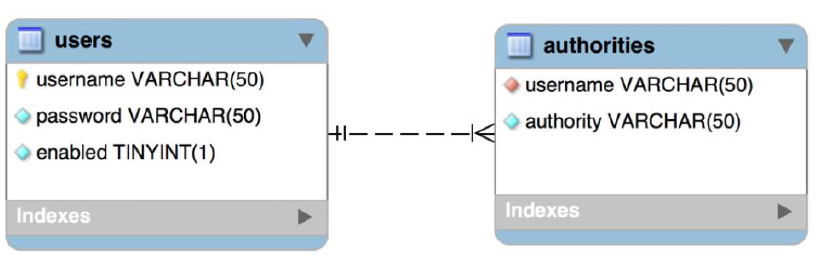 users
username VARCHAR(50)
password VARCHAR(50)
enabled TINYINT(1)
Indexes
authorities
username VARCHAR(50)
authority VARCHAR(50)
Indexes